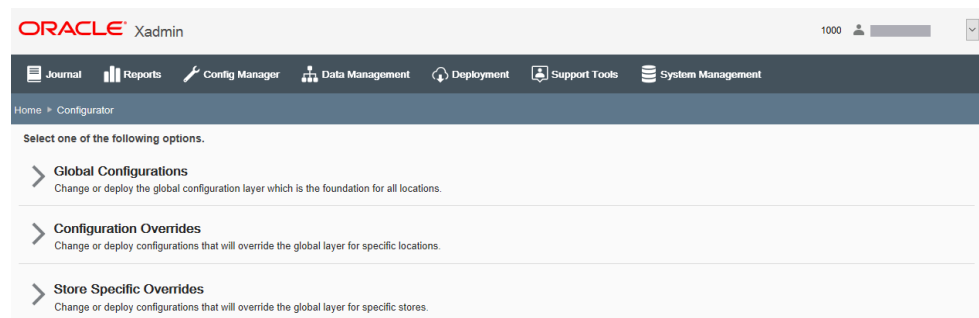 ORACLE Xadmin
1000
Journal Reports Config Manager Data Management Deployment Support Tools System Management
Home Configurator
Select one of the following options.
Global Configurations
Change or deploy the global configuration layer which is the foundation for all locations.
Configuration Overrides
Change or deploy configurations that will override the global layer for specific locations.
Store Specific Overrides
Change or deploy configurations that will override the global layer for specific stores.